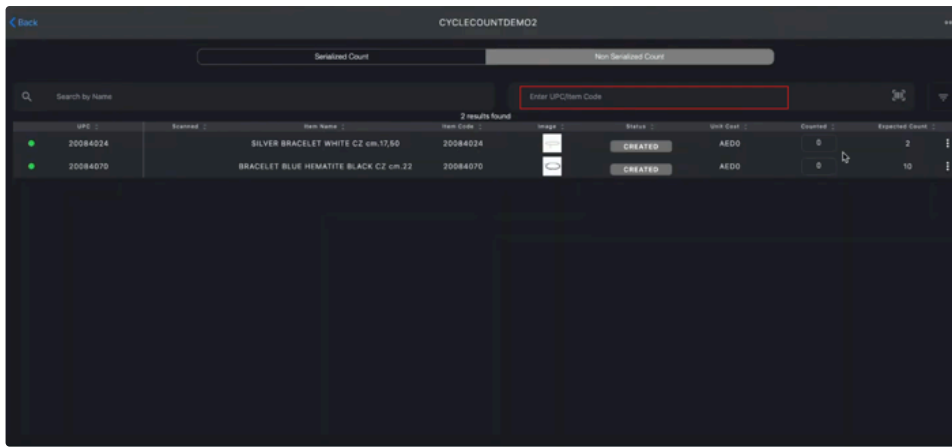 Back
CYCLECOUNTDEMO2
Serialized Count
Non Serialized Count
Search by Name
Enter UPC/Item Code
2 results found
UPC Scanned Item Name Item Code Image Status Unit Cost Counted Expected Count
20084024 SILVER BRACELET WHITE CZ cm.17,50 20084024 CREATED AED0 0 2
20084070 BRACELET BLUE HEMATITE BLACK CZ cm.22 20084070 CREATED AED0 0 10